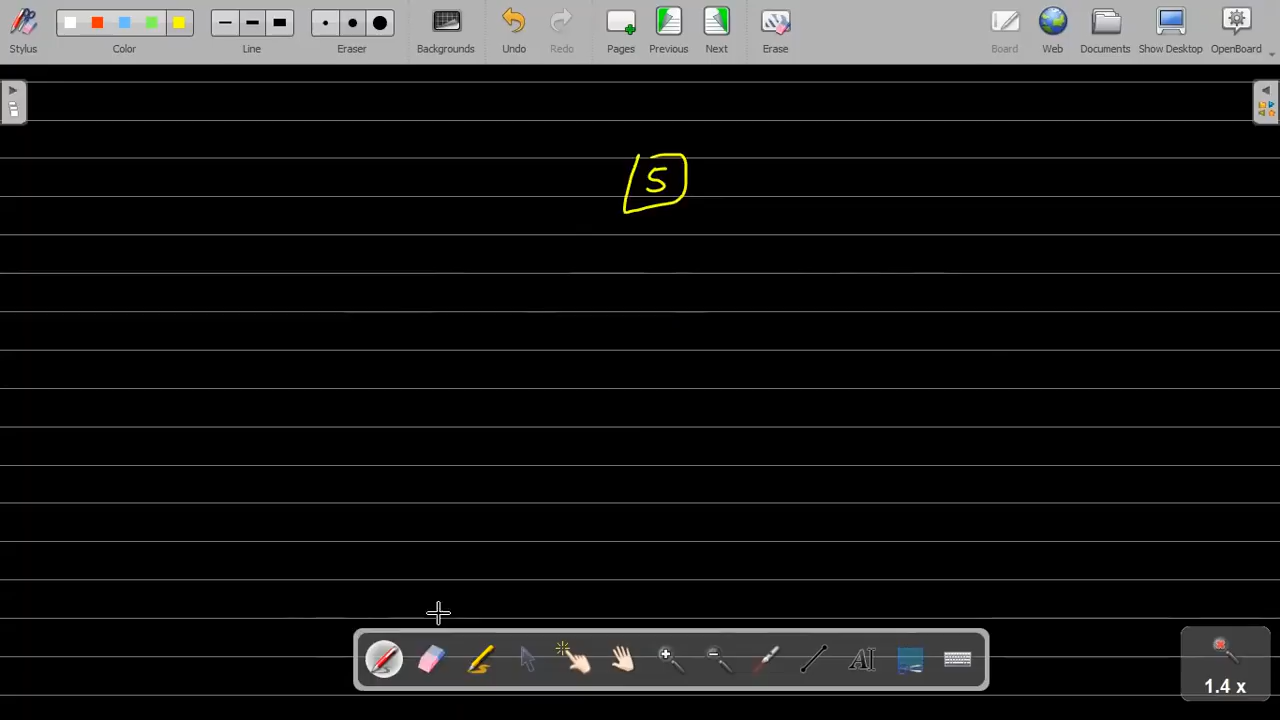 Stylus Color Line Eraser Backgrounds Undo Redo Pages Previous Next Erase Board Web Documents Show Desktop OpenBoard
5
AI
1.4 x